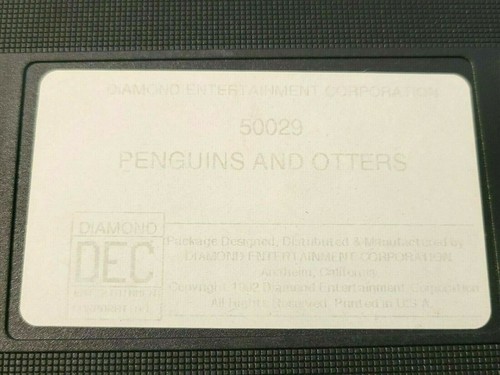 DIAMOND ENTERTAINMENT CORPORATION
50029
PENGUINS AND OTTERS
DIAMOND
DEC
Package Designed, Distributed & Manufactured by
DIAMOND ENTERTAINMENT CORPORATION
Anaheim, California
Copyright 1992 Diamond Entertainment Corporation
All Rights Reserved. Printed in U.S.A.